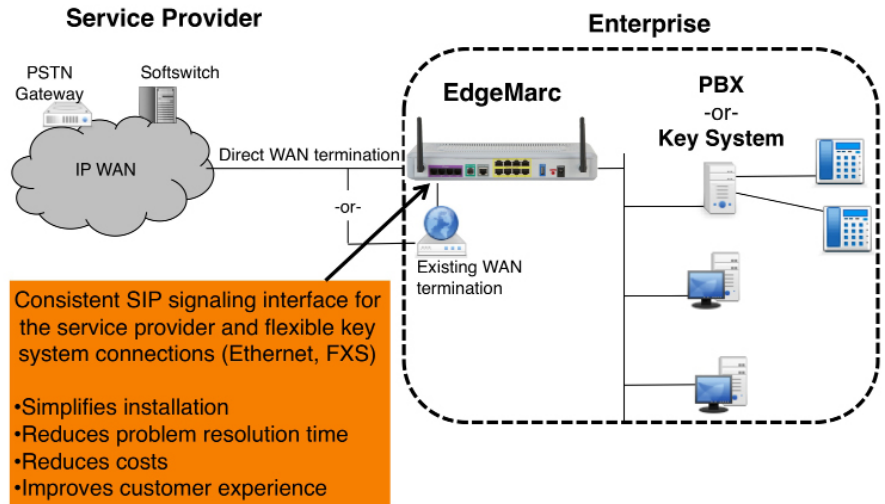 Service Provider
Enterprise
PSTN
Gateway
Softswitch
EdgeMarc
PBX
-or-
Key System
IP WAN
Direct WAN termination
-or-
Existing WAN
termination
Consistent SIP signaling interface for
the service provider and flexible key
system connections (Ethernet, FXS)
•Simplifies installation
•Reduces problem resolution time
•Reduces costs
•Improves customer experience